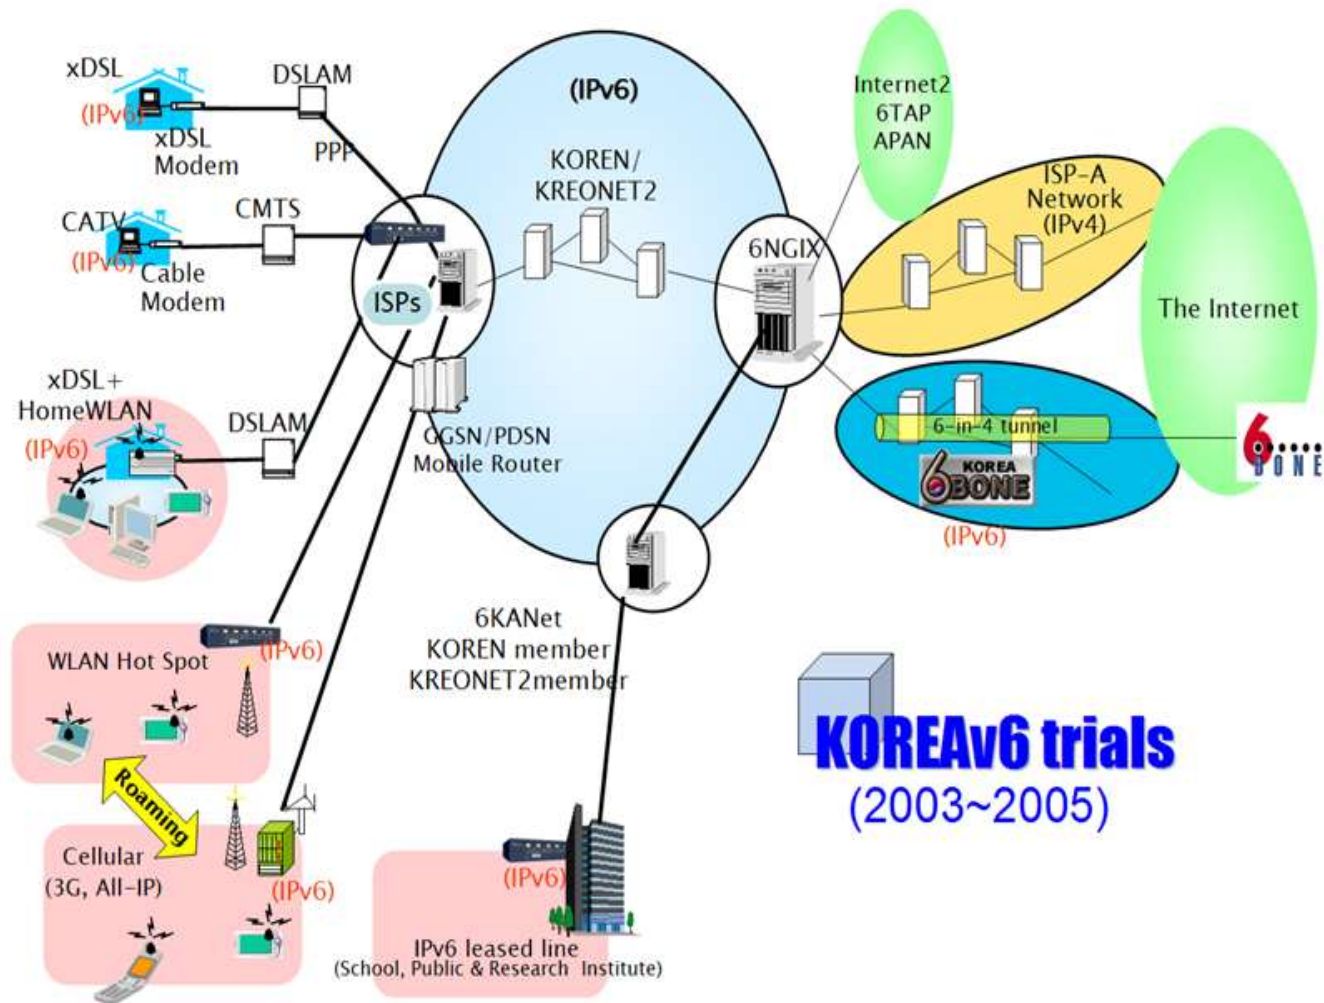 xDSL
(IPv6)
xDSL
Modem
DSLAM
PPP
CATV
(IPv6)
Cable
Modem
CMTS
ISPs
xDSL+
HomeWLAN
(IPv6)
DSLAM
GGSN/PDSN
Mobile Router
(IPv6)
KOREN/
KREONET2
6NGIX
Internet2
6TAP
APAN
ISP-A
Network
(IPv4)
The Internet
6-in-4 tunnel
KOREA
6BONE
(IPv6)
6
BONE
6KANet
KOREN member
KREONET2member
WLAN Hot Spot
(IPv6)
Roaming
Cellular
(3G, All-IP)
(IPv6)
(IPv6)
IPv6 leased line
(School, Public & Research Institute)
KOREAv6 trials
(2003~2005)